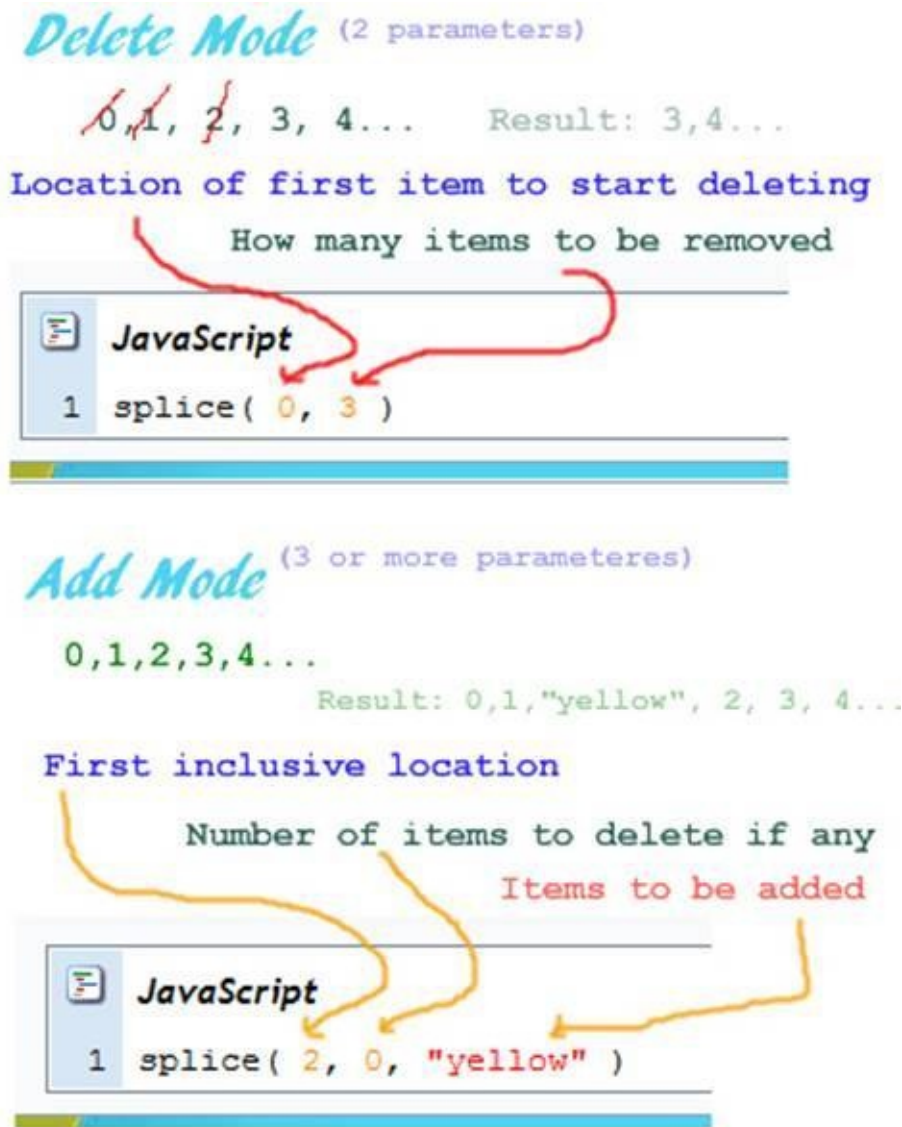 Delete Mode (2 parameters)
0,1, 2, 3, 4... Result: 3,4...
Location of first item to start deleting
How many items to be removed
JavaScript
1 splice( 0, 3 )
Add Mode (3 or more parameteres)
0,1,2,3,4...
Result: 0,1,"yellow", 2, 3, 4...
First inclusive location
Number of items to delete if any
Items to be added
JavaScript
1 splice( 2, 0, "yellow" )